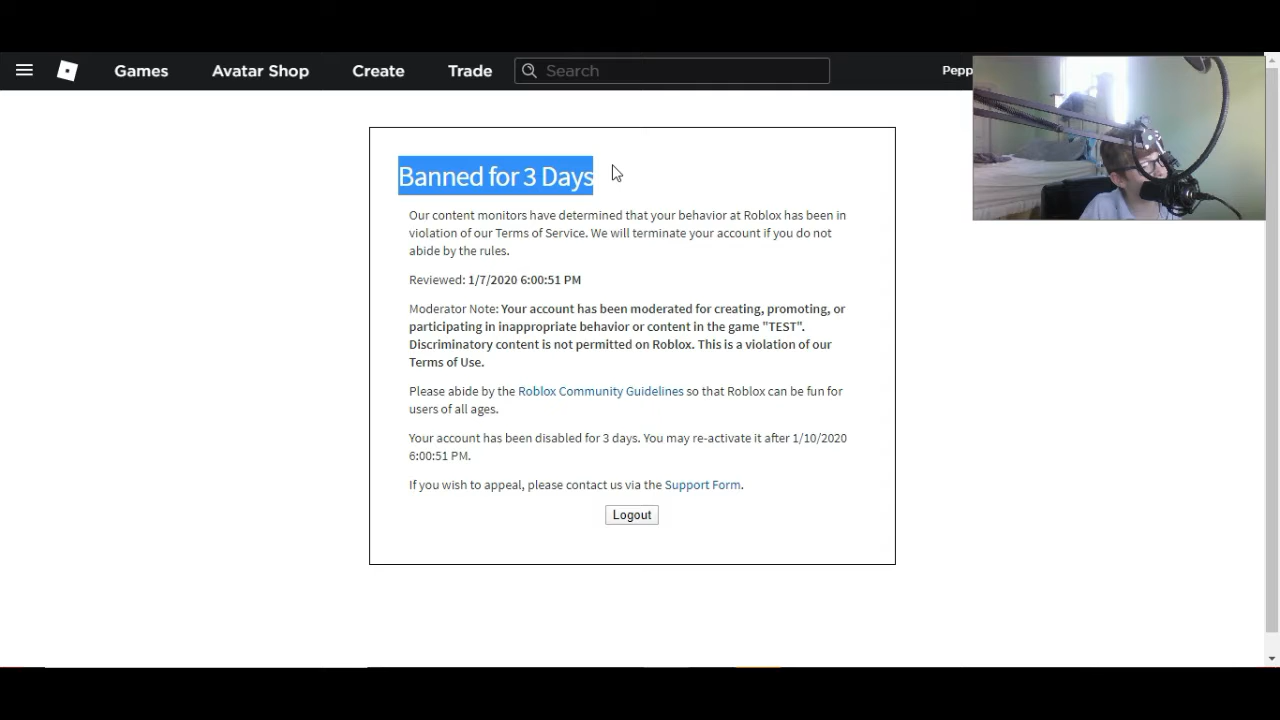 Games Avatar Shop Create Trade Search Pepp
Banned for 3 Days
Our content monitors have determined that your behavior at Roblox has been in
violation of our Terms of Service. We will terminate your account if you do not
abide by the rules.
Reviewed: 1/7/2020 6:00:51 PM
Moderator Note: Your account has been moderated for creating, promoting, or
participating in inappropriate behavior or content in the game "TEST".
Discriminatory content is not permitted on Roblox. This is a violation of our
Terms of Use.
Please abide by the Roblox Community Guidelines so that Roblox can be fun for
users of all ages.
Your account has been disabled for 3 days. You may re-activate it after 1/10/2020
6:00:51 PM.
If you wish to appeal, please contact us via the Support Form.
Logout